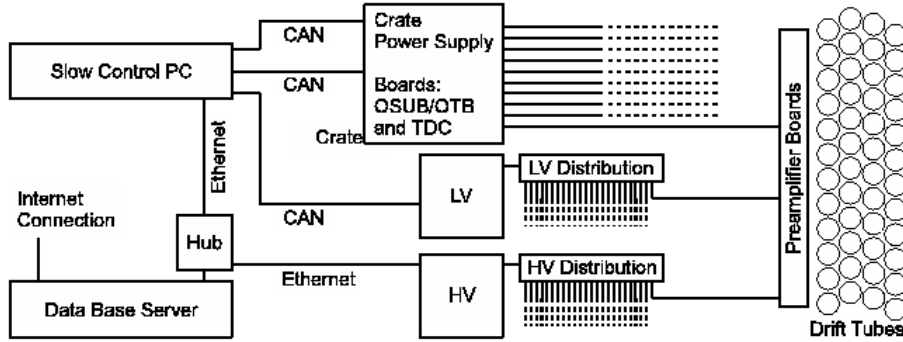 Slow Control PC
CAN
CAN
Crate
Power Supply
Boards:
OSUB/OTB
and TDC
Crate
Ethernet
Internet
Connection
Hub
CAN
LV
LV Distribution
Ethernet
HV
HV Distribution
Data Base Server
Preamplifier Boards
Drift Tubes